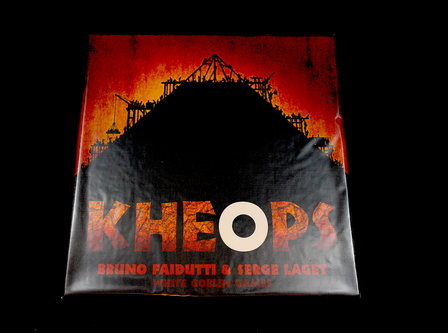 KHEOPS
BRUNO FAIDUTTI & SERGE LAGET
WHITE GOBLIN GAMES